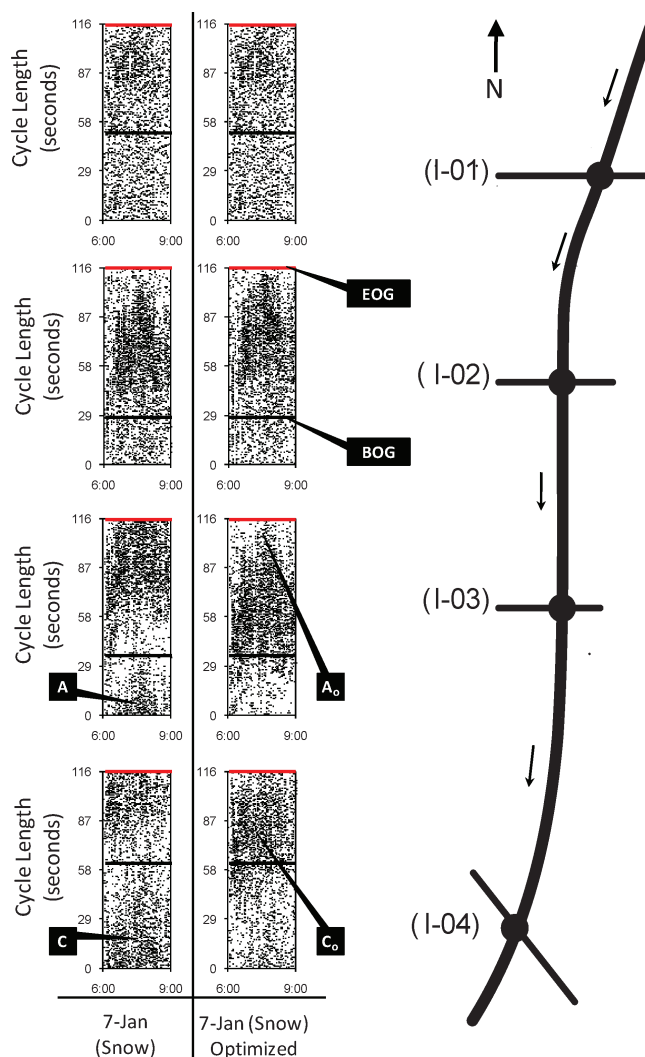 Cycle Length
(seconds)
116
87
58
29
0
6:00 9:00
116
87
58
29
0
6:00 9:00
N
(I-01)
Cycle Length
(seconds)
116
87
58
29
0
6:00 9:00
116
87
58
29
0
6:00 9:00
EOG
BOG
( I-02)
Cycle Length
(seconds)
116
87
58
29
0
6:00 9:00
116
87
58
29
0
6:00 9:00
A
Ao
(I-03)
Cycle Length
(seconds)
116
87
58
29
0
6:00 9:00
116
87
58
29
0
6:00 9:00
C
Co
(I-04)
7-Jan
(Snow)
7-Jan (Snow)
Optimized